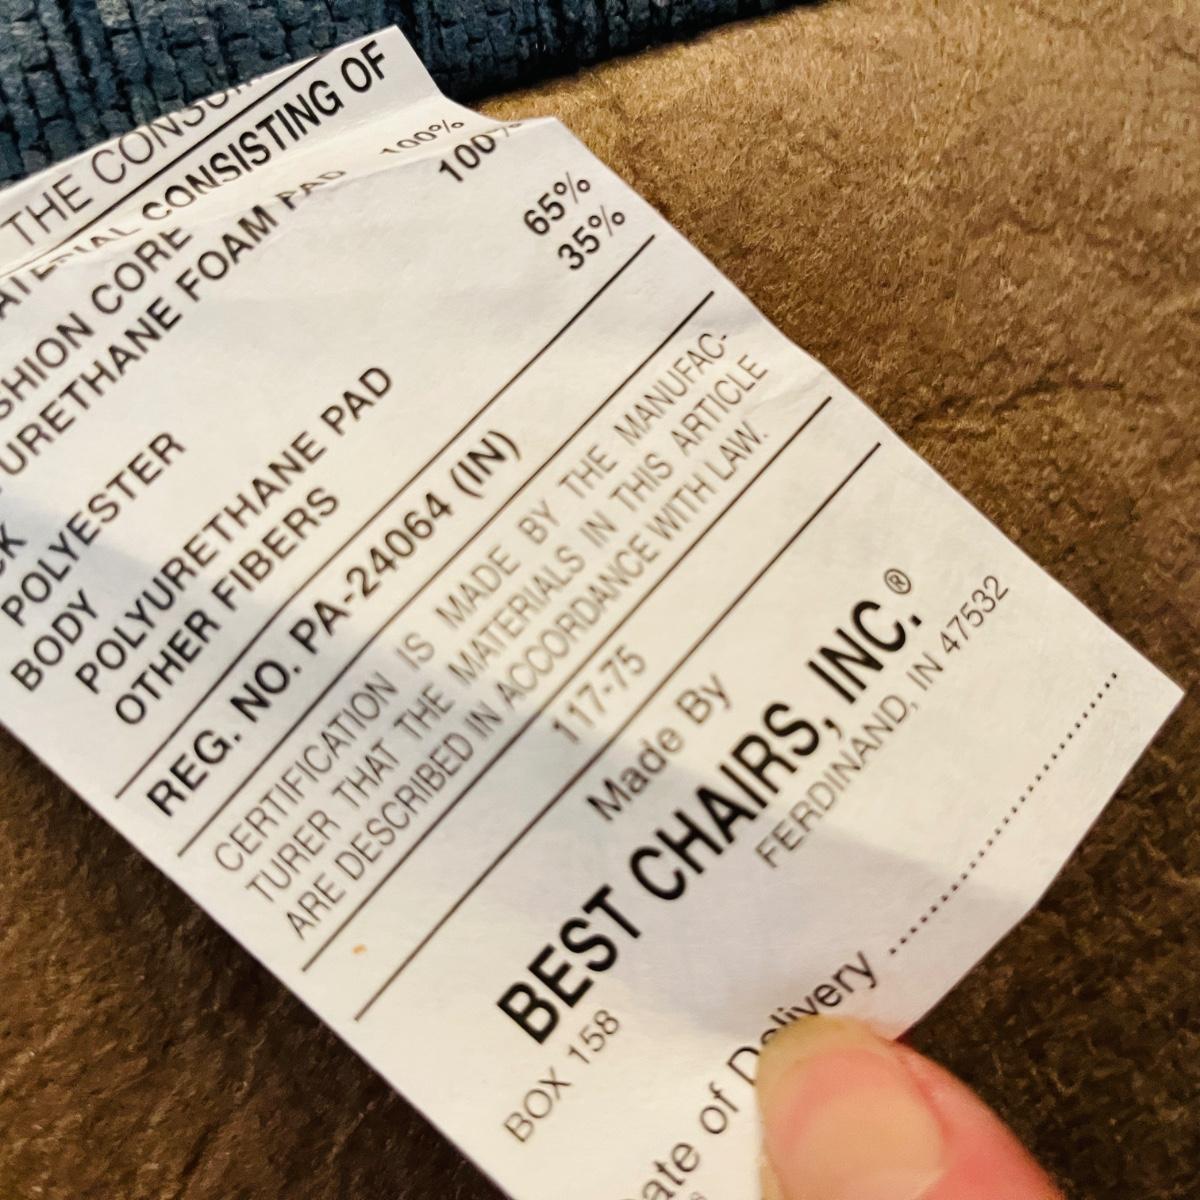 THE CONSU
MATERIAL CONSISTING OF
SHION CORE 100%
URETHANE FOAM PAD 100%
CK
POLYESTER
BODY
POLYURETHANE PAD 65%
OTHER FIBERS 35%
REG. NO. PA-24064 (IN)
CERTIFICATION IS MADE BY THE MANUFAC-
TURER THAT THE MATERIALS IN THIS ARTICLE
ARE DESCRIBED IN ACCORDANCE WITH LAW.
117-75
Made By
BEST CHAIRS, INC.®
BOX 158 FERDINAND, IN 47532
ate of Delivery